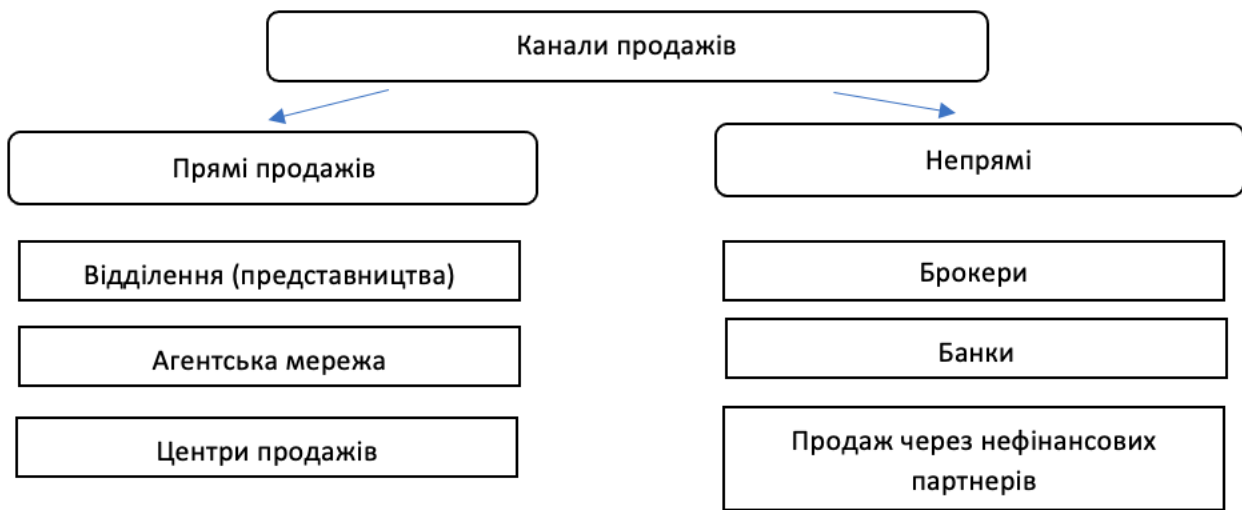 Канали продажів
Прямі продажів
Непрямі
Відділення (представництва)
Брокери
Агентська мережа
Банки
Центри продажів
Продаж через нефінансових
партнерів